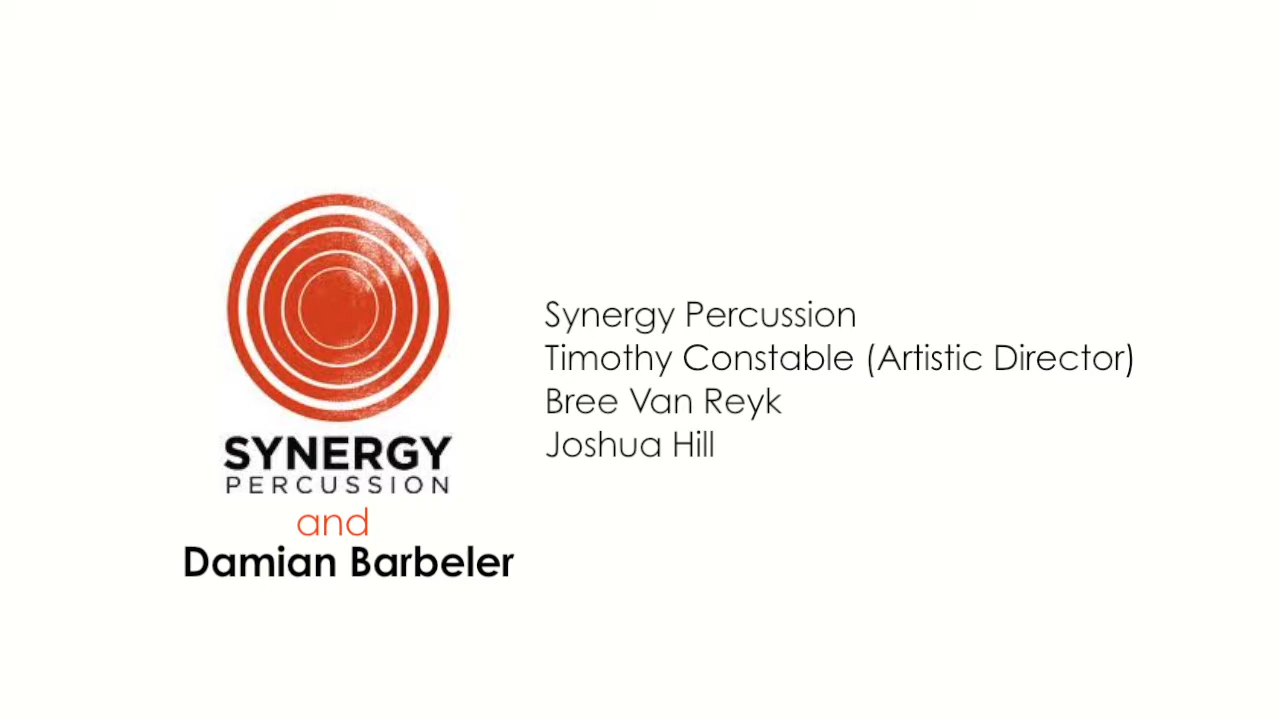 SYNERGY
PERCUSSION
and
Damian Barbeler
Synergy Percussion
Timothy Constable (Artistic Director)
Bree Van Reyk
Joshua Hill